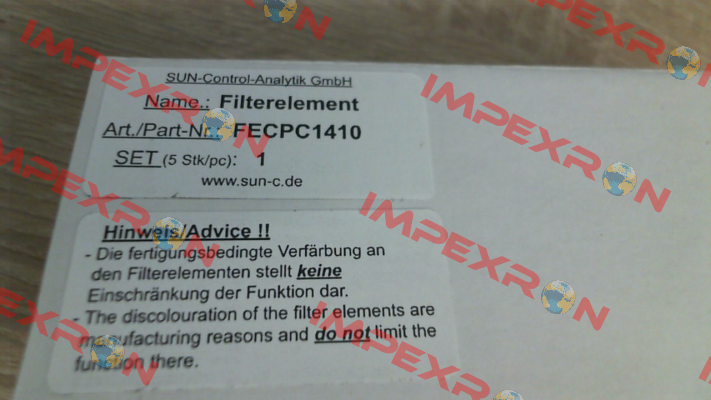 SUN-Control-Analytik GmbH
Name.: Filterelement
Art./Part-Nr.: FECPC1410
SET (5 Stk/pc): 1
www.sun-c.de
Hinweis/Advice !!
- Die fertigungsbedingte Verfärbung an
den Filterelementen stellt keine
Einschränkung der Funktion dar.
- The discolouration of the filter elements are
manufacturing reasons and do not limit the
function there.
IMPEXRON
IMPEXRON
IMPEXRON
IMPEXRON
IMPEXRON